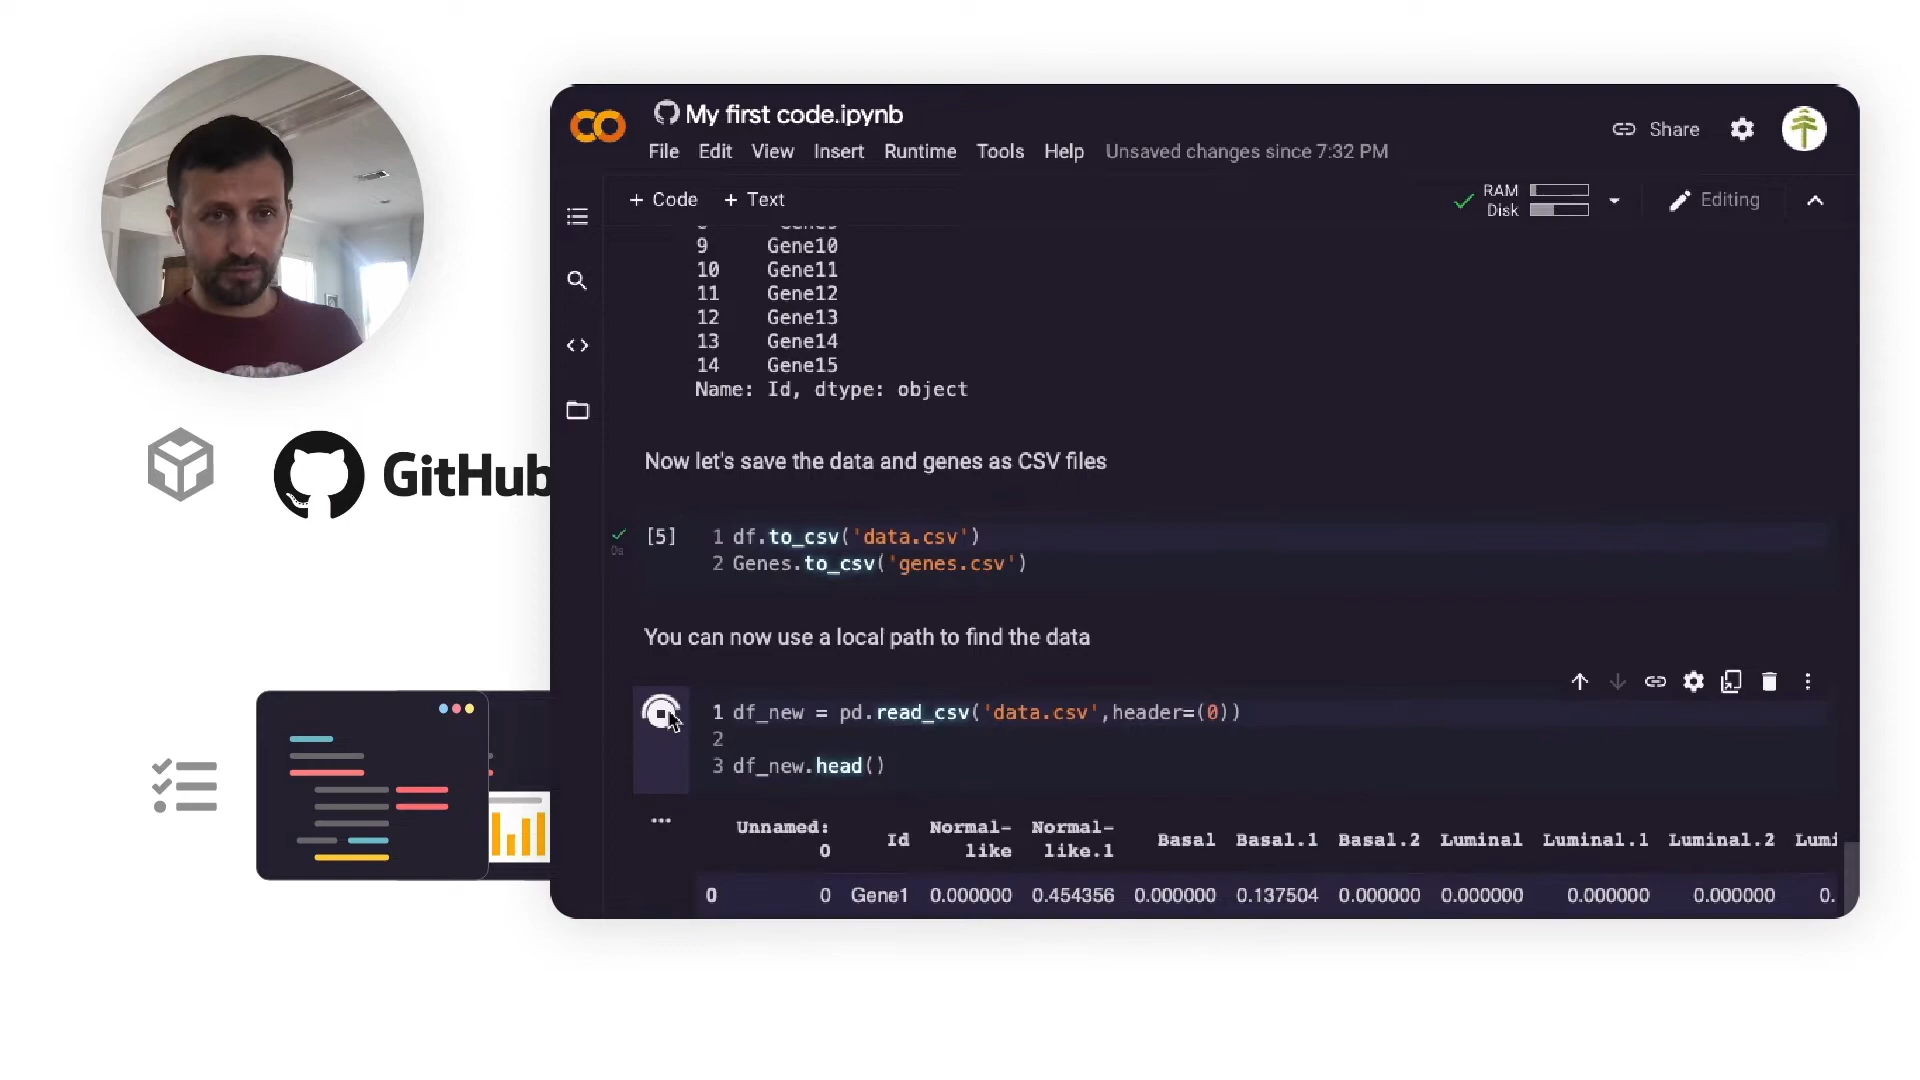 My first code.ipynb
Share
File Edit View Insert Runtime Tools Help Unsaved changes since 7:32 PM
+ Code + Text
RAM
Disk
Editing
9 Gene10
10 Gene11
11 Gene12
12 Gene13
13 Gene14
14 Gene15
Name: Id, dtype: object
GitHub
Now let's save the data and genes as CSV files
[5] 1 df.to_csv('data.csv')
0s
2 Genes.to_csv('genes.csv')
You can now use a local path to find the data
1 df_new = pd.read_csv('data.csv',header=(0))
2
3 df_new.head()
Unnamed: 0 Id Normal-like Normal-like.1 Basal Basal.1 Basal.2 Luminal Luminal.1 Luminal.2
0 0 Gene1 0.000000 0.454356 0.000000 0.137504 0.000000 0.000000 0.000000 0.000000 0.